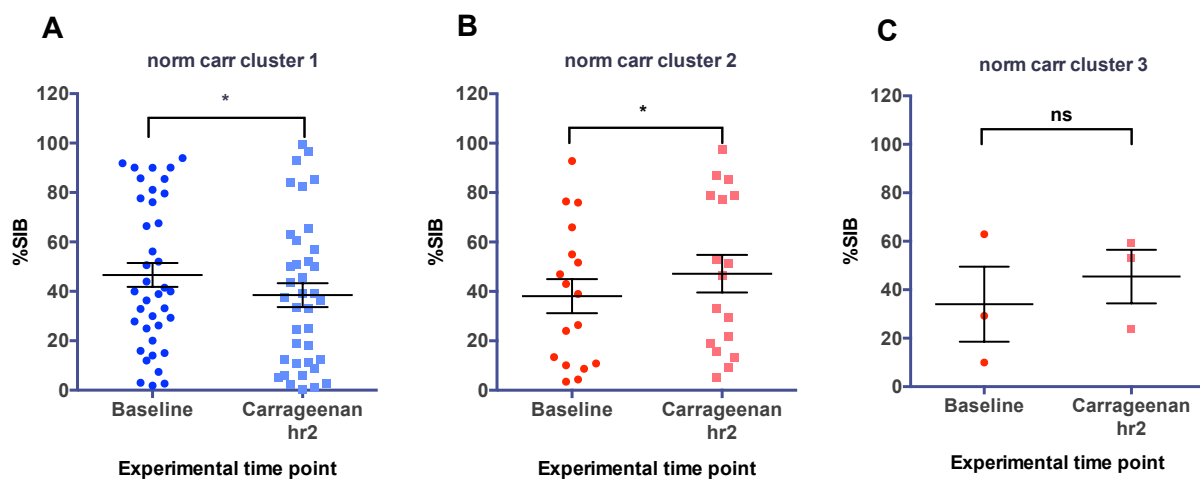 A
norm carr cluster 1
%SIB
120
100
80
60
40
20
0
*
Baseline
Carrageenan
hr2
Experimental time point
B
norm carr cluster 2
%SIB
120
100
80
60
40
20
0
*
Baseline
Carrageenan
hr2
Experimental time point
C
norm carr cluster 3
%SIB
120
100
80
60
40
20
0
ns
Baseline
Carrageenan
hr2
Experimental time point